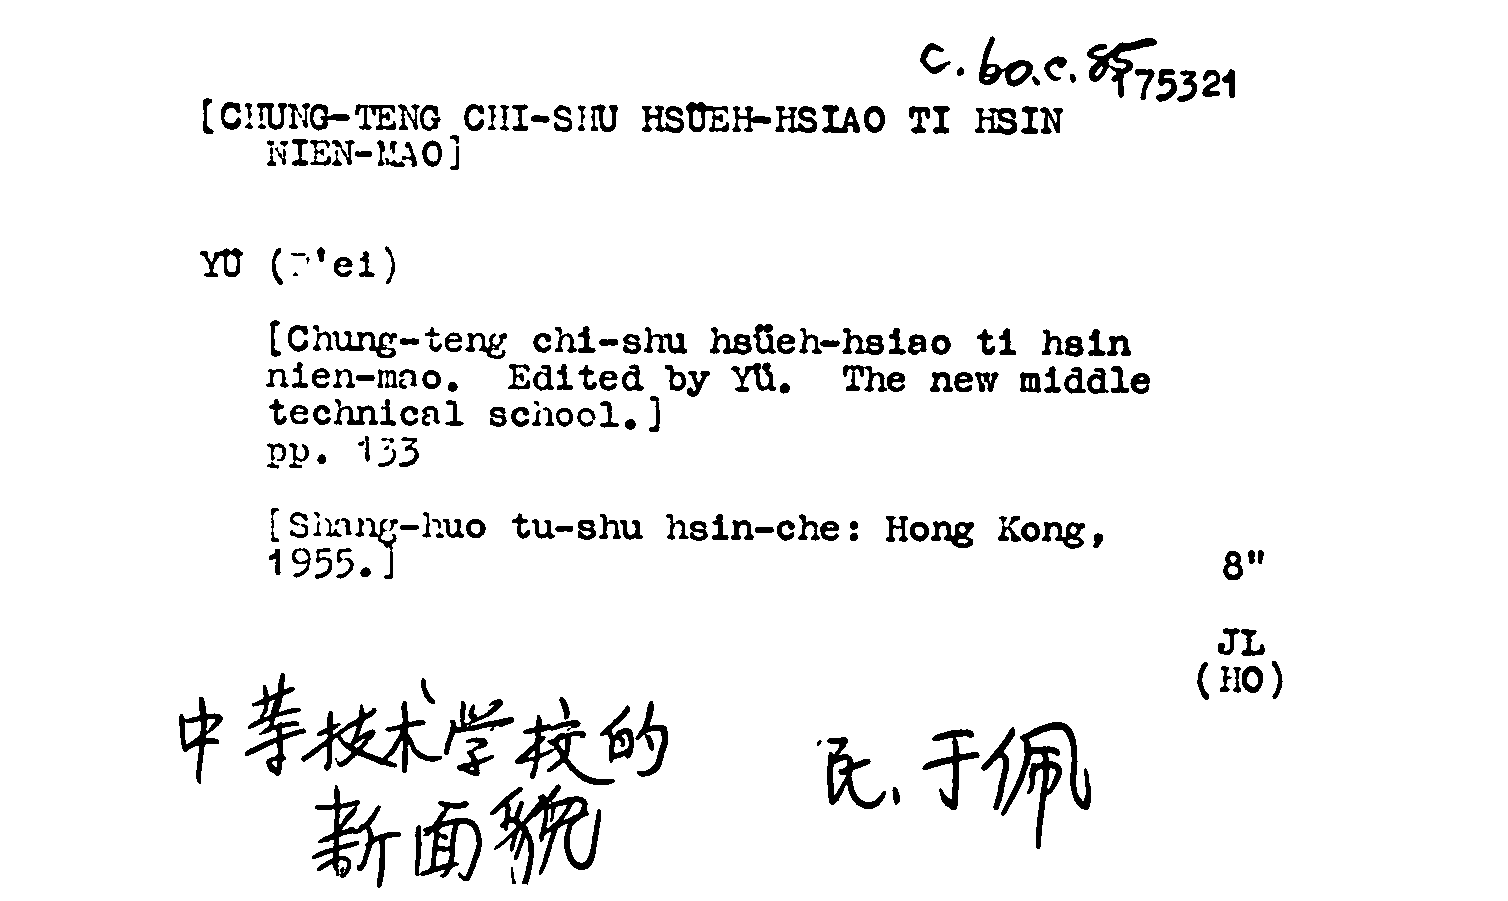 c. 60.c. 85
175321
[CHUNG-TENG CHI-SHU HSÜEH-HSIAO TI HSIN
NIEN-MAO]
YÜ (P'ei)
[Chung-teng chi-shu hsüeh-hsiao ti hsin
nien-mao. Edited by YÜ. The new middle
technical school.]
pp. 133
[Shang-huo tu-shu hsin-che: Hong Kong,
1955.]
8"
JL
(HO)
中等技术学校的
新面貌
民、于佩